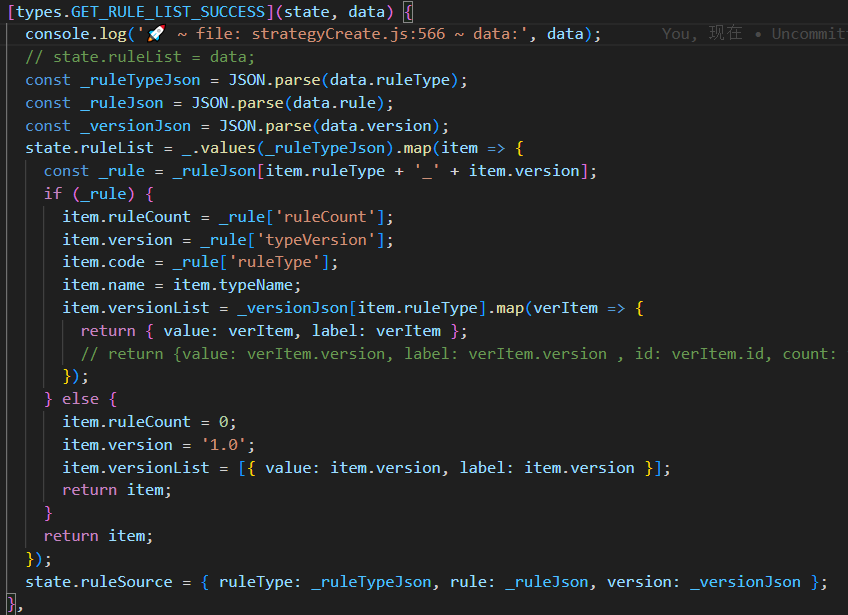 [types.GET_RULE_LIST_SUCCESS](state, data) {
console.log('🚀 ~ file: strategyCreate.js:566 ~ data:', data); You, 现在 • Uncommit
// state.ruleList = data;
const _ruleTypeJson = JSON.parse(data.ruleType);
const _ruleJson = JSON.parse(data.rule);
const _versionJson = JSON.parse(data.version);
state.ruleList = _.values(_ruleTypeJson).map(item => {
const _rule = _ruleJson[item.ruleType + '_' + item.version];
if (_rule) {
item.ruleCount = _rule['ruleCount'];
item.version = _rule['typeVersion'];
item.code = _rule['ruleType'];
item.name = item.typeName;
item.versionList = _versionJson[item.ruleType].map(verItem => {
return { value: verItem, label: verItem };
// return {value: verItem.version, label: verItem.version , id: verItem.id, count:
});
} else {
item.ruleCount = 0;
item.version = '1.0';
item.versionList = [{ value: item.version, label: item.version }];
return item;
}
return item;
});
state.ruleSource = { ruleType: _ruleTypeJson, rule: _ruleJson, version: _versionJson };
},